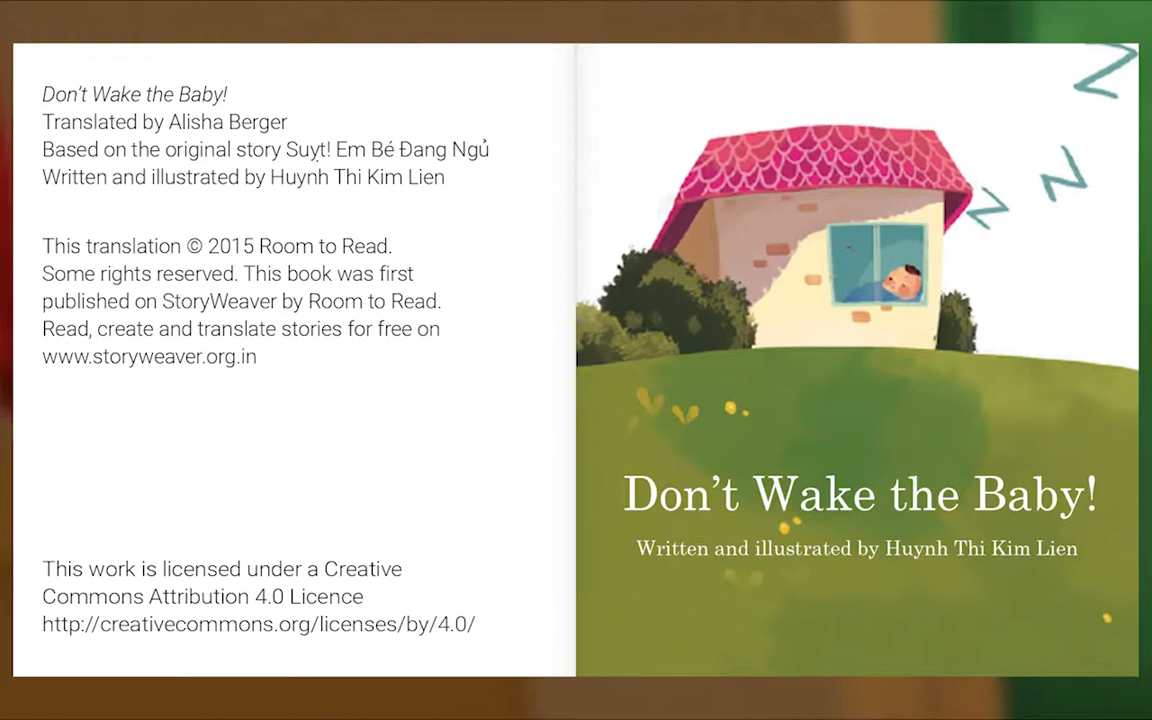 Don't Wake the Baby!
Translated by Alisha Berger
Based on the original story Suỵt! Em Bé Đang Ngủ
Written and illustrated by Huynh Thi Kim Lien
This translation © 2015 Room to Read.
Some rights reserved. This book was first
published on StoryWeaver by Room to Read.
Read, create and translate stories for free on
www.storyweaver.org.in
This work is licensed under a Creative
Commons Attribution 4.0 Licence
http://creativecommons.org/licenses/by/4.0/
Z
Z
Z
Don't Wake the Baby!
Written and illustrated by Huynh Thi Kim Lien